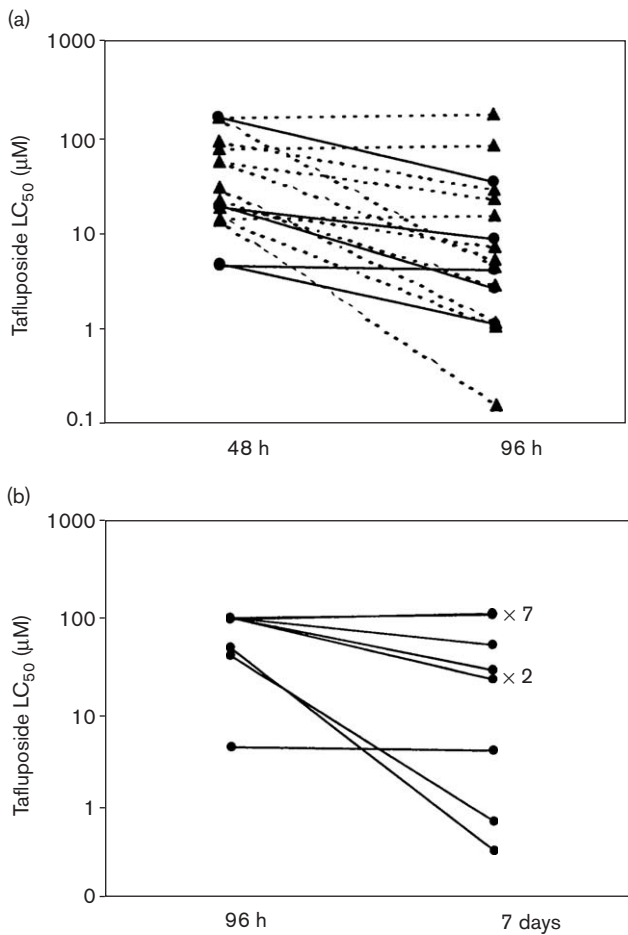 (a)
1000
100
10
1
0.1
Tafluposide LC50 (μM)
48 h
96 h
(b)
1000
100
10
1
0
Tafluposide LC50 (μM)
× 7
× 2
96 h
7 days